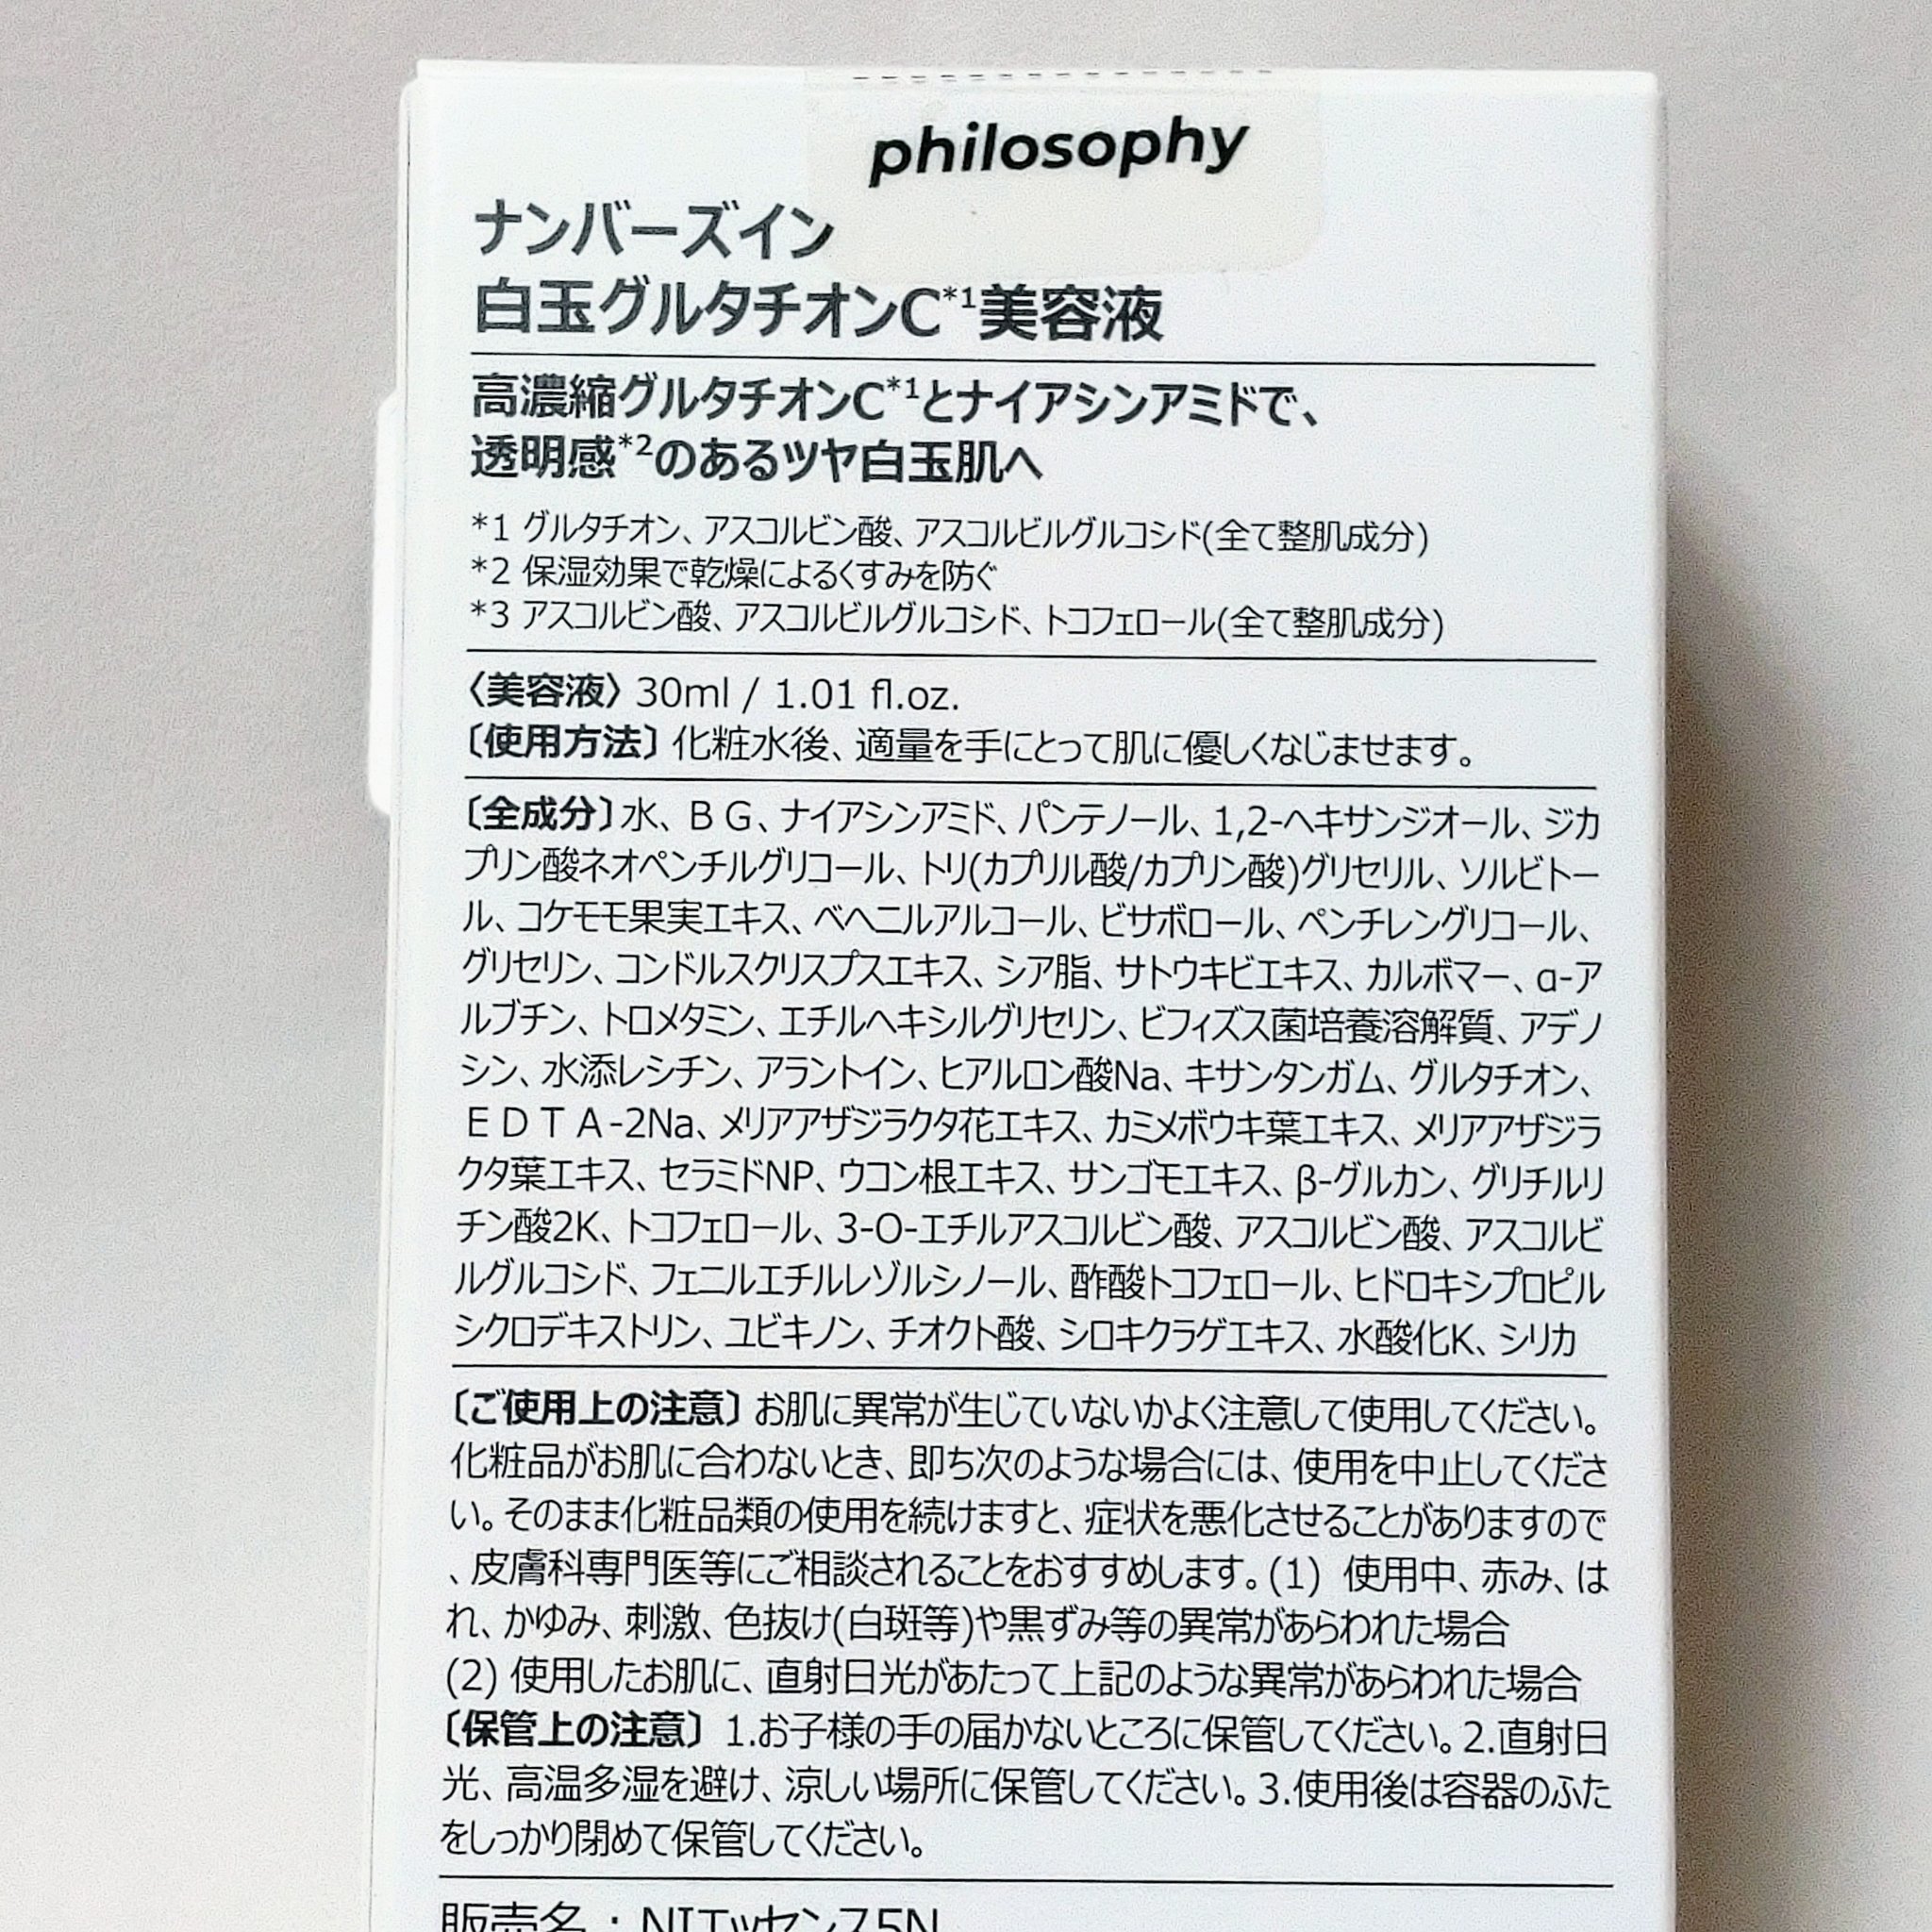 philosophy
ナンバーズイン
白玉グルタチオンC*1美容液
高濃縮グルタチオンC*1とナイアシンアミドで、
透明感*2のあるツヤ白玉肌へ
*1 グルタチオン、アスコルビン酸、アスコルビルグルコシド(全て整肌成分)
*2 保湿効果で乾燥によるくすみを防ぐ
*3 アスコルビン酸、アスコルビルグルコシド、トコフェロール(全て整肌成分)
〈美容液〉30ml / 1.01 fl.oz.
〔使用方法〕化粧水後、適量を手にとって肌に優しくなじませます。
〔全成分〕水、ＢＧ、ナイアシンアミド、パンテノール、1,2-ヘキサンジオール、ジカ
プリン酸ネオペンチルグリコール、トリ(カプリル酸/カプリン酸)グリセリル、ソルビトー
ル、コケモモ果実エキス、ベヘニルアルコール、ビサボロール、ペンチレングリコール、
グリセリン、コンドルスクリスプスエキス、シア脂、サトウキビエキス、カルボマー、α-ア
ルブチン、トロメタミン、エチルヘキシルグリセリン、ビフィズス菌培養溶解質、アデノ
シン、水添レシチン、アラントイン、ヒアルロン酸Na、キサンタンガム、グルタチオン、
ＥＤＴＡ-2Na、メリアアザジラクタ花エキス、カミメボウキ葉エキス、メリアアザジラ
クタ葉エキス、セラミドNP、ウコン根エキス、サンゴモエキス、β-グルカン、グリチルリ
チン酸2K、トコフェロール、3-O-エチルアスコルビン酸、アスコルビン酸、アスコルビ
ルグルコシド、フェニルエチルレゾルシノール、酢酸トコフェロール、ヒドロキシプロピル
シクロデキストリン、ユビキノン、チオクト酸、シロキクラゲエキス、水酸化K、シリカ
〔ご使用上の注意〕お肌に異常が生じていないかよく注意して使用してください。
化粧品がお肌に合わないとき、即ち次のような場合には、使用を中止してくださ
い。そのまま化粧品類の使用を続けますと、症状を悪化させることがありますので
、皮膚科専門医等にご相談されることをおすすめします。(1) 使用中、赤み、は
れ、かゆみ、刺激、色抜け(白斑等)や黒ずみ等の異常があらわれた場合
(2) 使用したお肌に、直射日光があたって上記のような異常があらわれた場合
〔保管上の注意〕1.お子様の手の届かないところに保管してください。2.直射日
光、高温多湿を避け、涼しい場所に保管してください。3.使用後は容器のふた
をしっかり閉めて保管してください。
販売名：NIエッセンス5N